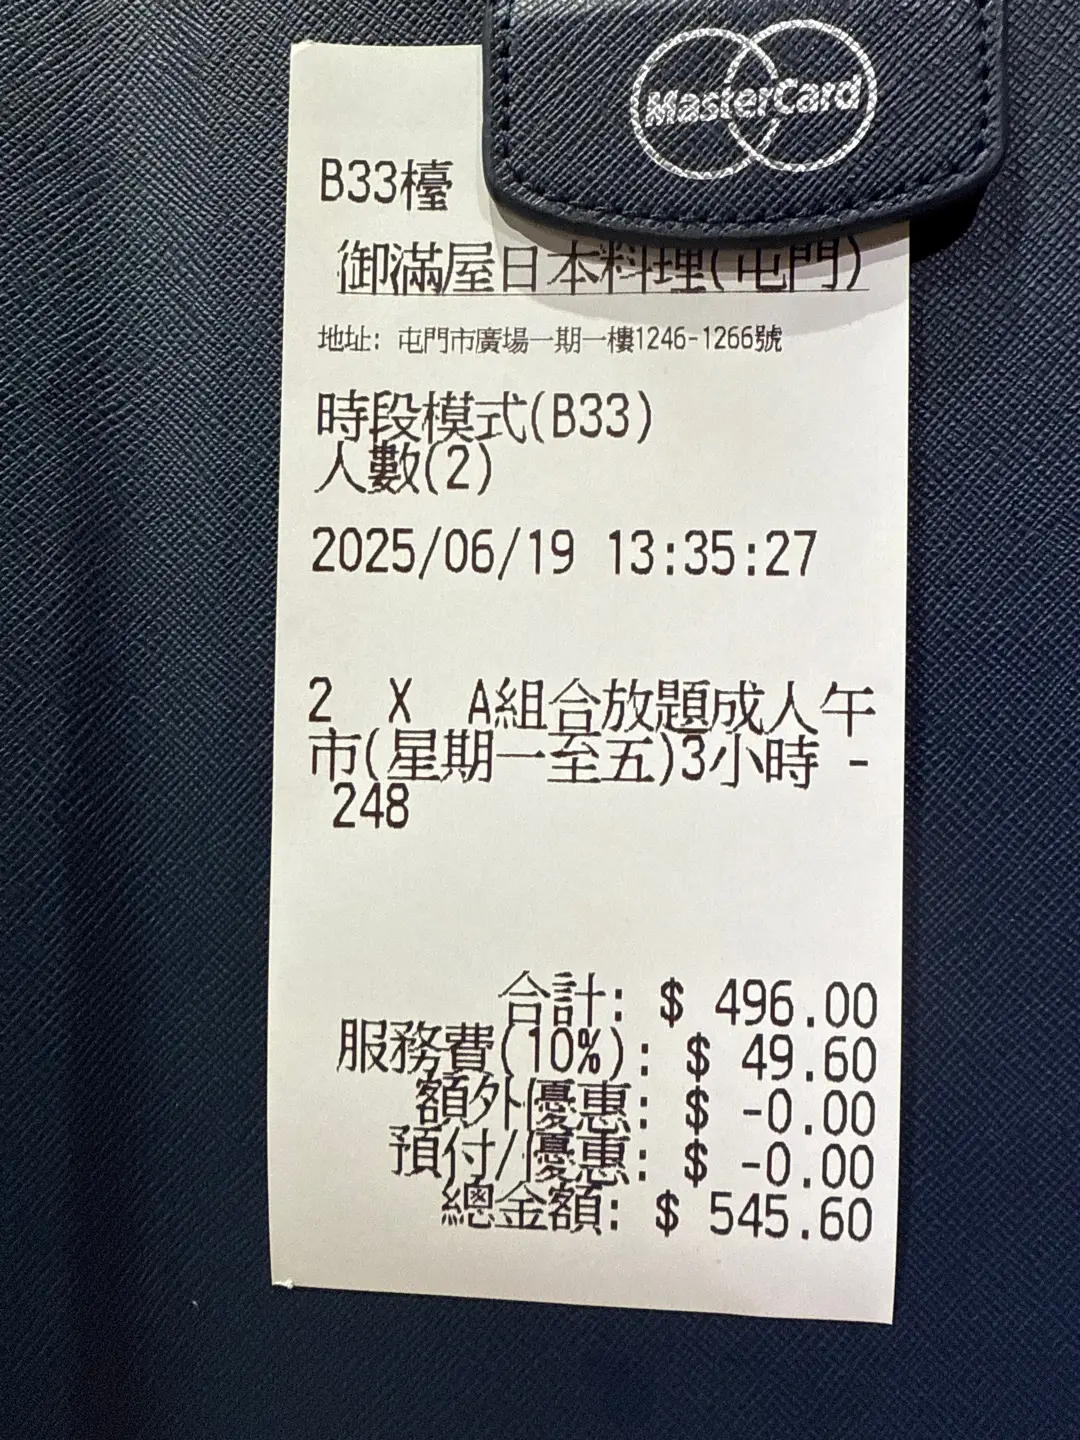 MasterCard
B33檯
御滿屋日本料理(屯門)
地址: 屯門市廣場一期一樓1246-1266號
時段模式(B33)
人數(2)
2025/06/19 13:35:27
2 X A組合放題成人午
市(星期一至五)3小時 -
248
合計: $ 496.00
服務費(10%): $ 49.60
額外優惠: $ -0.00
預付/優惠: $ -0.00
總金額: $ 545.60